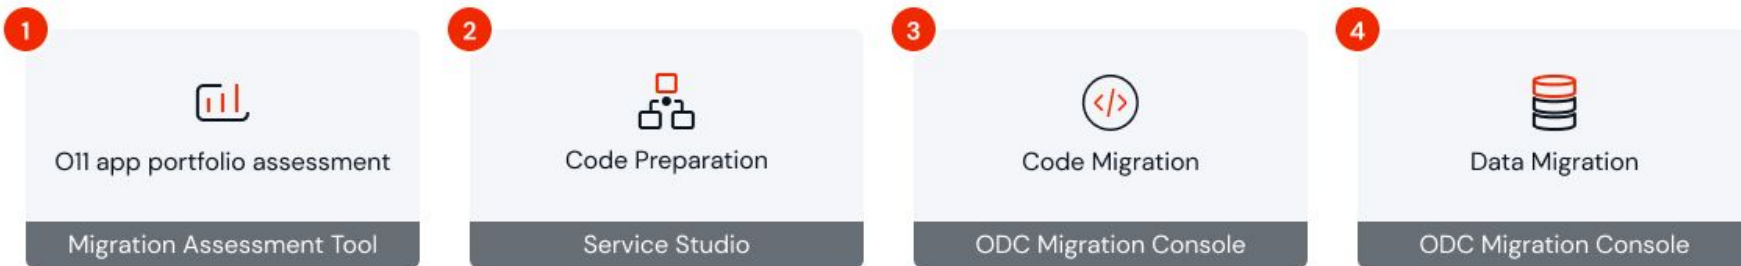 1
O11 app portfolio assessment
Migration Assessment Tool
2
Code Preparation
Service Studio
3
</>
Code Migration
ODC Migration Console
4
Data Migration
ODC Migration Console